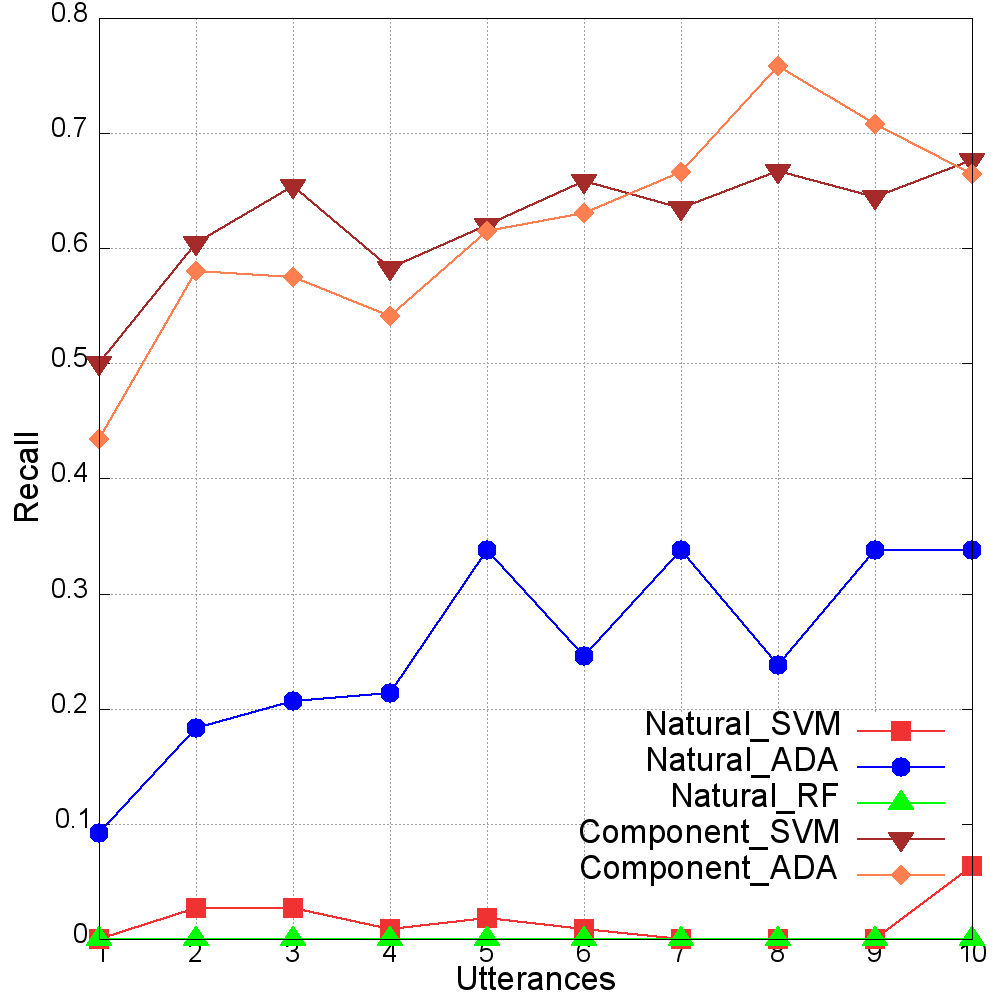 0.8
0.7
0.6
0.5
0.4
0.3
0.2
0.1
0
Recall
Natural_SVM
Natural_ADA
Natural_RF
Component_SVM
Component_ADA
1 2 3 4 5 6 7 8 9 10
Utterances